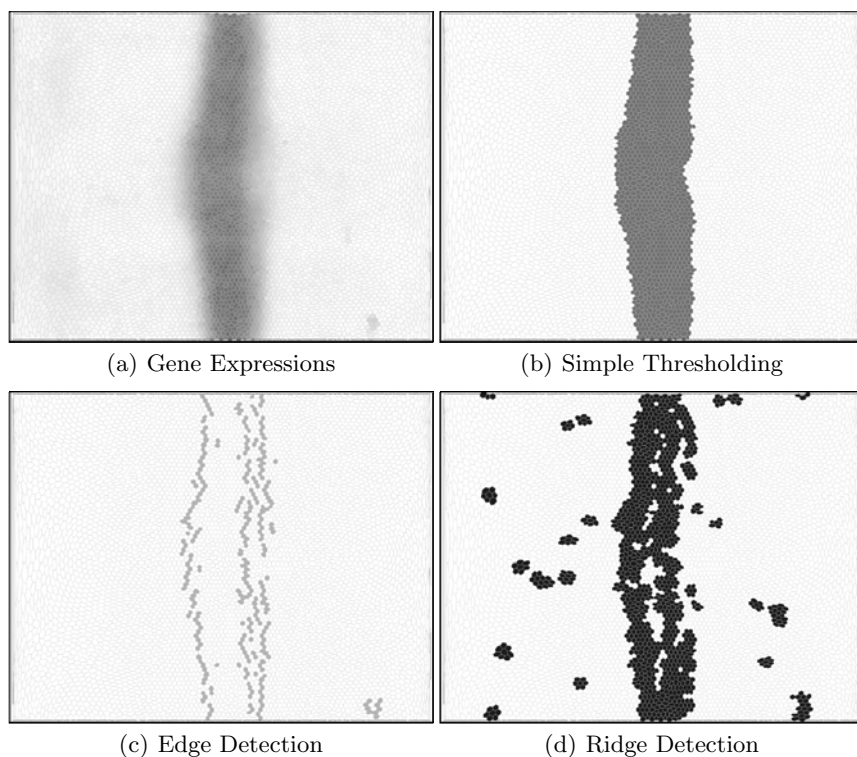 (a) Gene Expressions
(b) Simple Thresholding
(c) Edge Detection
(d) Ridge Detection